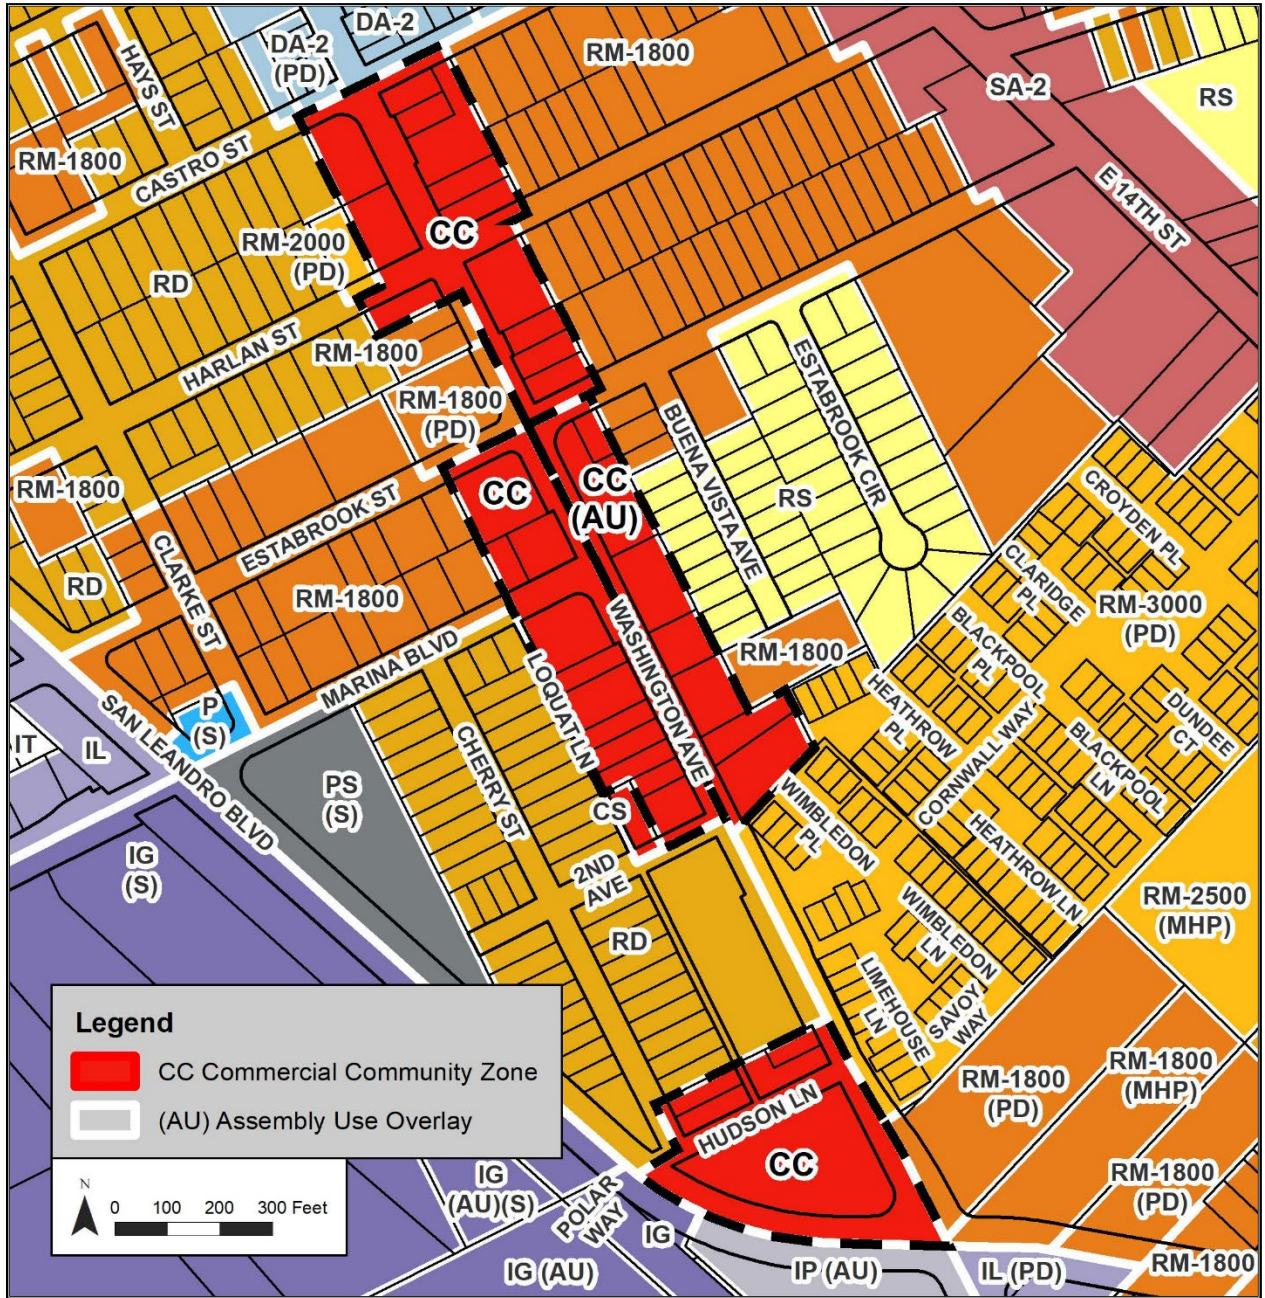 DA-2
DA-2
(PD)
RM-1800
SA-2
RS
HAYS ST
RM-1800
CASTRO ST
E 14TH ST
CC
RM-2000
(PD)
RD
HARLAN ST
RM-1800
ESTABROOK CIR
RM-1800
(PD)
BUENA VISTA AVE
CC
CC
(AU)
RS
RM-1800
ESTABROOK ST
CROYDEN PL
CLARKE ST
RD
RM-1800
CLARIDGE
PL
RM-3000
(PD)
MARINA BLVD
WASHINGTON AVE
RM-1800
BLACKPOOL
PL
LOQUAT LN
HEATHROW
PL
CORNWALL WAY
DUNDEE
CT
P
(S)
SAN LEANDRO BLVD
IT
IL
CHERRY ST
BLACKPOOL
LN
PS
(S)
CS
WIMBLEDON
PL
HEATHROW LN
IG
(S)
2ND
AVE
RM-2500
(MHP)
RD
WIMBLEDON
LN
LIMEHOUSE
LN
SAVOY
WAY
Legend
CC Commercial Community Zone
(AU) Assembly Use Overlay
RM-1800
(PD)
RM-1800
(MHP)
HUDSON LN
CC
RM-1800
(PD)
N
0 100 200 300 Feet
IG
(AU)(S)
POLAR
WAY
IG
IG (AU)
IP (AU)
IL (PD)
RM-1800